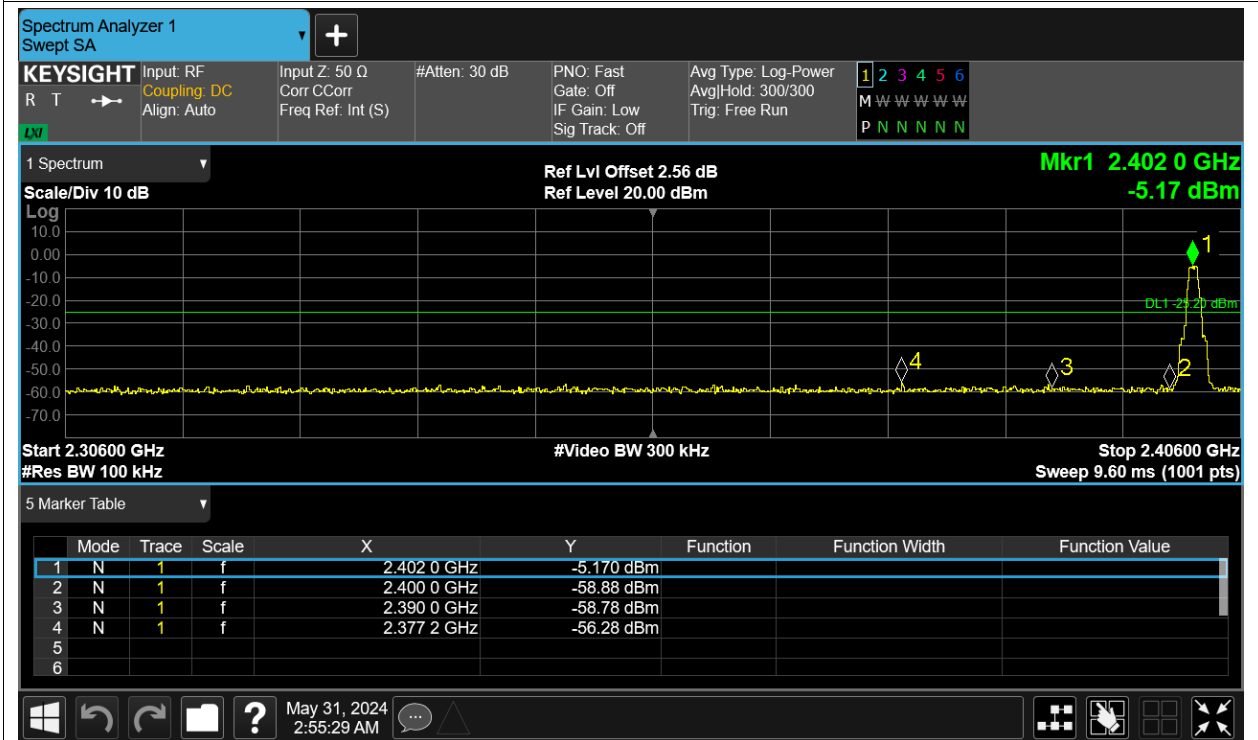 Spectrum Analyzer 1
Swept SA
+
KEYSIGHT Input: RF Input Z: 50 Ω #Atten: 30 dB PNO: Fast Avg Type: Log-Power 1 2 3 4 5 6
R T Coupling: DC Corr CCorr Gate: Off Avg|Hold: 300/300 M W W W W W
Align: Auto Freq Ref: Int (S) IF Gain: Low Trig: Free Run
LXI Sig Track: Off P N N N N N
1 Spectrum Ref Lvl Offset 2.56 dB Mkr1 2.402 0 GHz
Scale/Div 10 dB Ref Level 20.00 dBm -5.17 dBm
Log
10.0
1
0.00
-10.0
-20.0
DL1 -25.20 dBm
-30.0
-40.0
4 3 2
-50.0
-60.0
-70.0
Start 2.30600 GHz #Video BW 300 kHz Stop 2.40600 GHz
#Res BW 100 kHz Sweep 9.60 ms (1001 pts)
5 Marker Table
Mode Trace Scale X Y Function Function Width Function Value
1 N 1 f 2.402 0 GHz -5.170 dBm
2 N 1 f 2.400 0 GHz -58.88 dBm
3 N 1 f 2.390 0 GHz -58.78 dBm
4 N 1 f 2.377 2 GHz -56.28 dBm
5
6
? May 31, 2024
2:55:29 AM